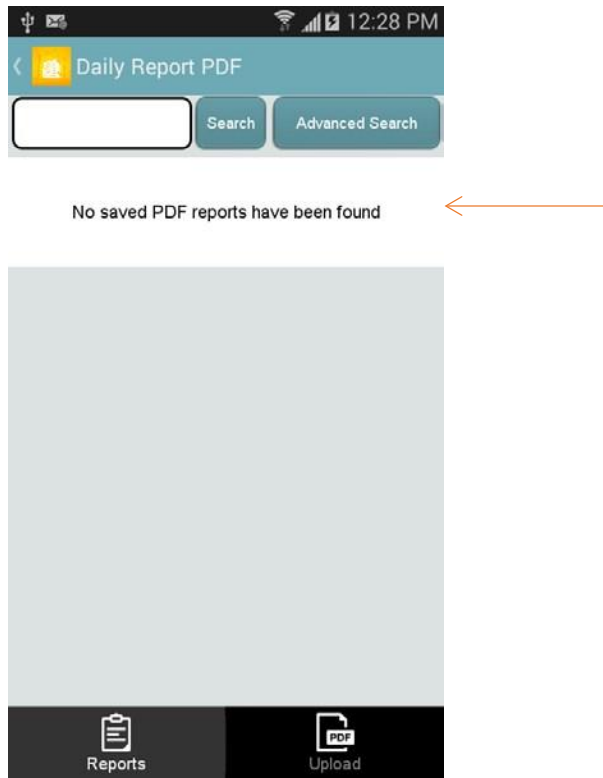 12:28 PM
Daily Report PDF
Search
Advanced Search
No saved PDF reports have been found
PDF
Reports
Upload